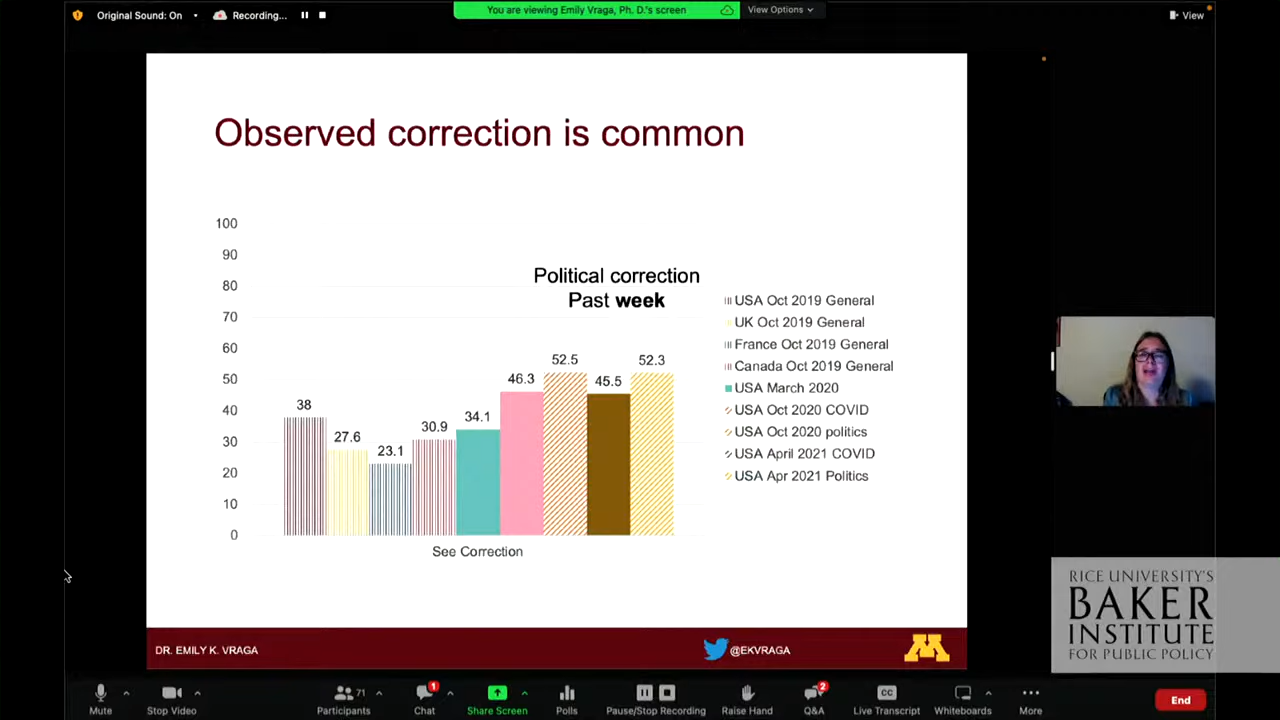 Original Sound: On
Recording...
You are viewing Emily Vraga, Ph. D.'s screen
View Options
View
Observed correction is common
100
90
80
70
60
50
40
30
20
10
0
Political correction
Past week
38
27.6
23.1
30.9
34.1
46.3
52.5
45.5
52.3
See Correction
USA Oct 2019 General
UK Oct 2019 General
France Oct 2019 General
Canada Oct 2019 General
USA March 2020
USA Oct 2020 COVID
USA Oct 2020 politics
USA April 2021 COVID
USA Apr 2021 Politics
DR. EMILY K. VRAGA
@EKVRAGA
M
RICE UNIVERSITY'S
BAKER
INSTITUTE
FOR PUBLIC POLICY
Mute
Stop Video
71
Participants
1
Chat
Share Screen
Polls
Pause/Stop Recording
Raise Hand
2
Q&A
CC
Live Transcript
Whiteboards
More
End